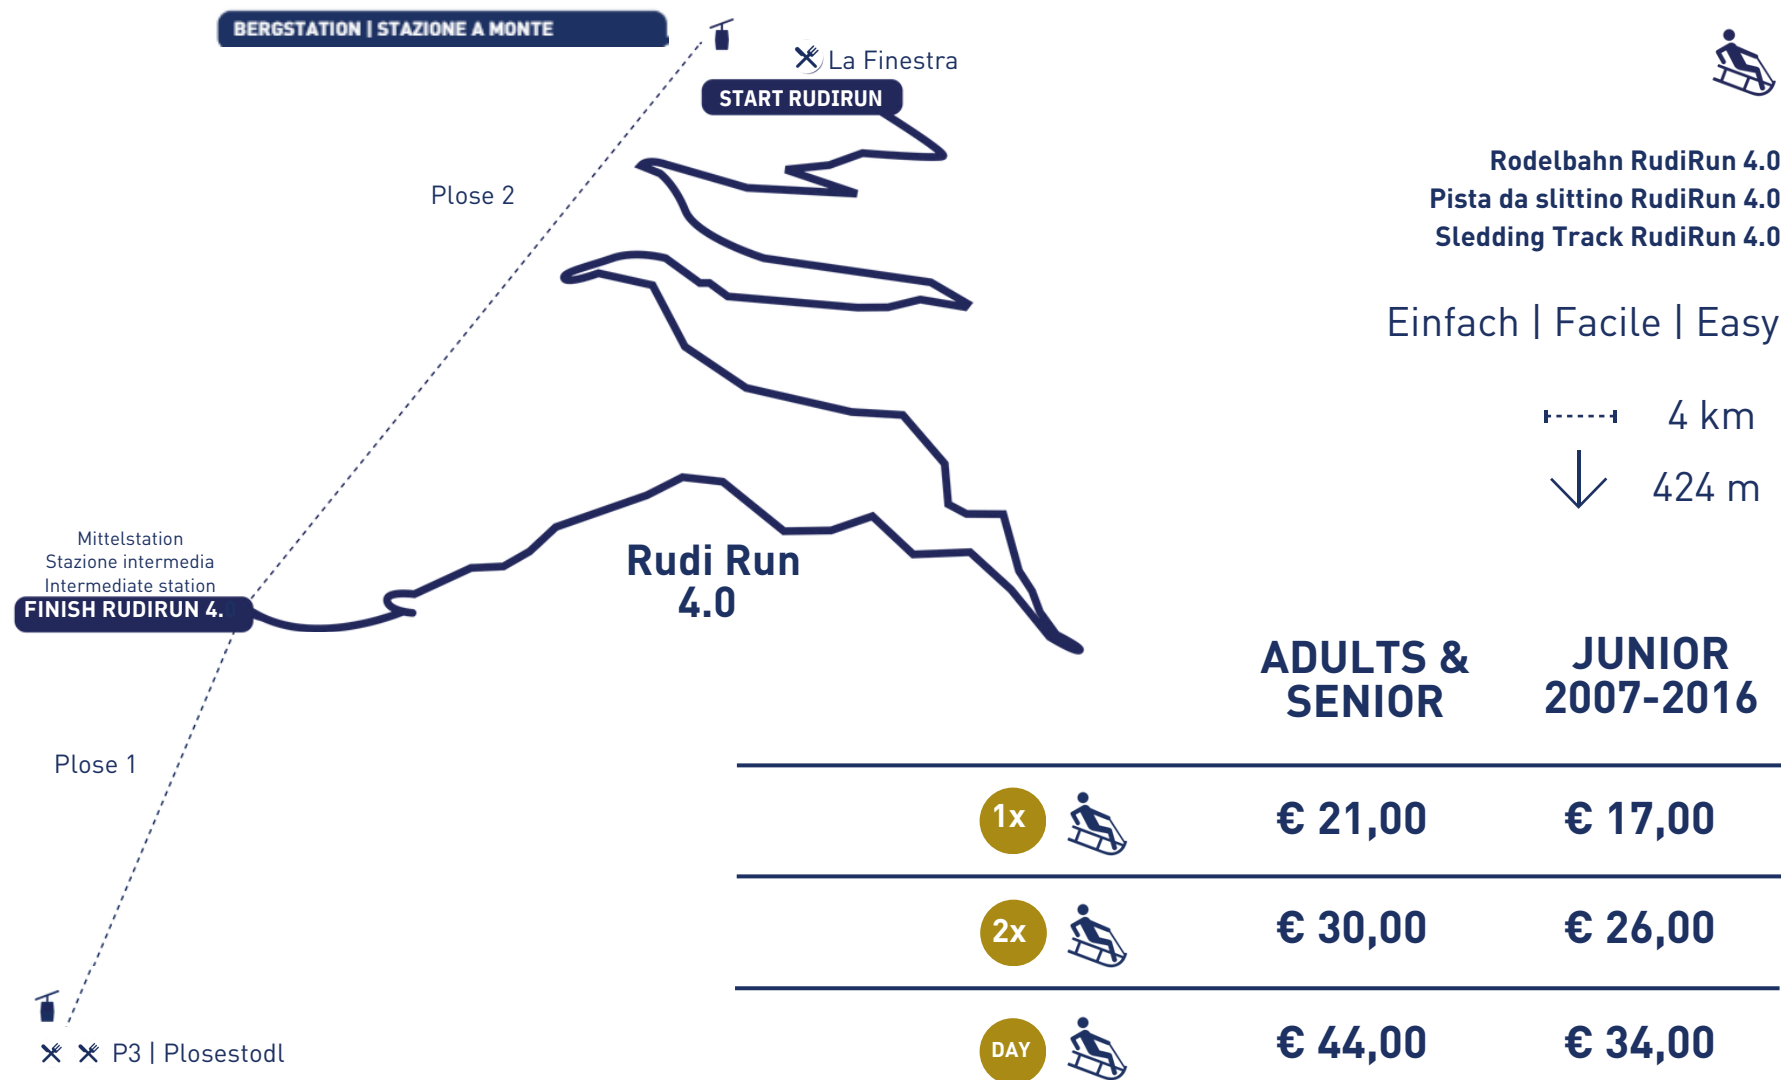 BERGSTATION | STAZIONE A MONTE
La Finestra
START RUDIRUN
Plose 2
Rodelbahn RudiRun 4.0
Pista da slittino RudiRun 4.0
Sledding Track RudiRun 4.0
Einfach | Facile | Easy
4 km
424 m
Mittelstation
Stazione intermedia
Intermediate station
FINISH RUDIRUN 4.0
Rudi Run
4.0
Plose 1
P3 | Plosestodl
ADULTS &
SENIOR
JUNIOR
2007-2016
1x € 21,00 € 17,00
2x € 30,00 € 26,00
DAY € 44,00 € 34,00